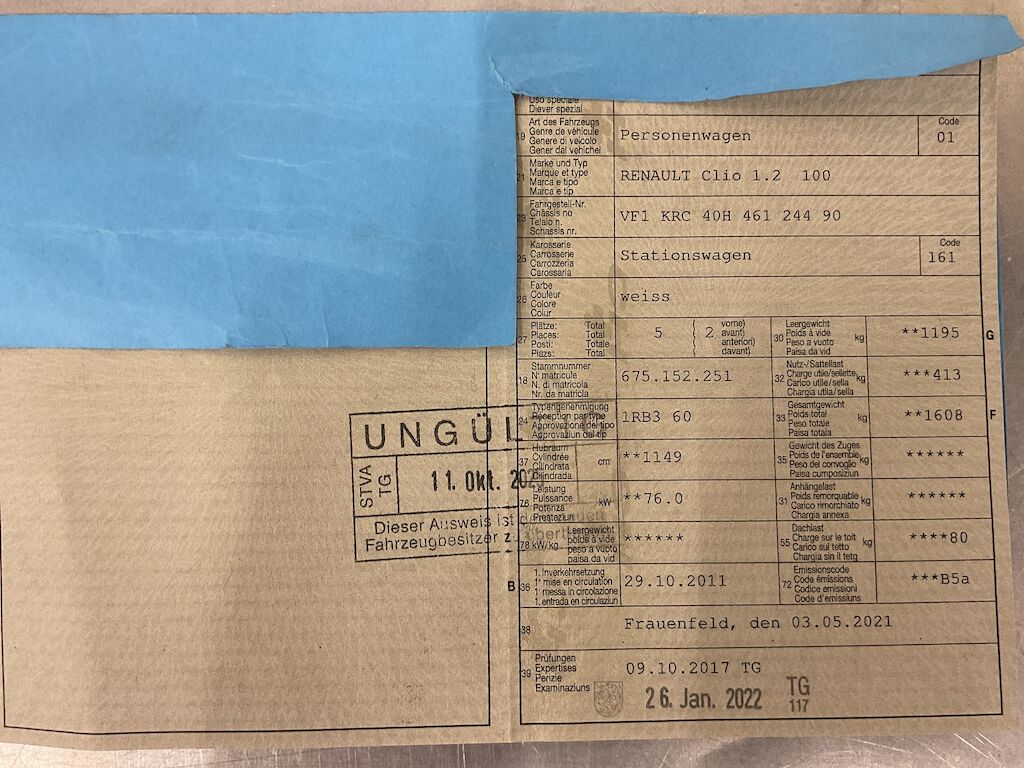 Uso speciale
Diever spezial
19 Art des Fahrzeugs
Genre de véhicule
Genere di veicolo
Gener dal vehichel
Personenwagen
Code
01
21 Marke und Typ
Marque et type
Marca e tipo
Marca e tip
RENAULT Clio 1.2 100
23 Fahrgestell-Nr.
Châssis no
Telaio n.
Schassis nr.
VF1 KRC 40H 461 244 90
25 Karosserie
Carrosserie
Carrozzeria
Carossaria
Stationswagen
Code
161
26 Farbe
Couleur
Colore
Colur
weiss
27 Plätze: Total
Places: Total
Posti: Totale
Plazs: Total
5 ( 2 vorne)
avant)
anteriori)
davant)
30 Leergewicht
Poids à vide
Peso a vuoto
Paisa da vid
kg
**1195
G
18 Stammnummer
N° matricule
N. di matricola
Nr. da matricla
675.152.251
32 Nutz-/Sattellast
Charge utile/sellette
Carico utile/sella
Chargia utila/sella
kg
***413
24 Typengenehmigung
Réception par type
Approvazione del tipo
Approvaziun dal tip
1RB3 60
33 Gesamtgewicht
Poids total
Peso totale
Paisa totala
kg
**1608
F
37 Hubraum
Cylindrée
Cilindrata
Cilindrada
cm³
**1149
35 Gewicht des Zuges
Poids de l'ensemble
Peso del convoglio
Paisa cumposiziun
kg
******
76 Leistung
Puissance
Potenza
Prestaziun
kW
**76.0
31 Anhängelast
Poids remorquable
Carico rimorchiato
Chargia annexa
kg
******
78 kW/kg
Leergewicht
poids à vide
peso a vuoto
paisa da vid
******
55 Dachlast
Charge sur le toit
Carico sul tetto
Chargia sin il tetg
kg
****80
B 36 1. Inverkehrsetzung
1re mise en circulation
1a messa in circolazione
1. entrada en circulaziun
29.10.2011
72 Emissionscode
Code émissions
Codice emissioni
Code d'emissiuns
***B5a
38
Frauenfeld, den 03.05.2021
39 Prüfungen
Expertises
Perizie
Examinaziuns
09.10.2017 TG
26. Jan. 2022
TG
117
UNGÜL
STVA
TG
11. Okt. 2023
Dieser Ausweis ist
Fahrzeugbesitzer zu